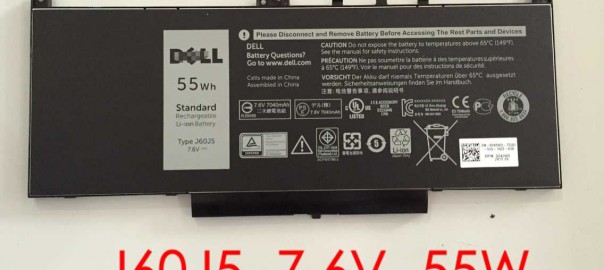 Please Disconnect and Remove Battery Before Accessing The Rest Parts and Devices
DELL
55Wh
Standard
Rechargeable
Li-ion Battery
Type J60J5
7.6V
DELL
Battery Questions?
Go to www.dell.com
Cells made in China
Assembled in China
CAUTION Do not expose the battery to temperatures above 65°C (149°F).
See the manual for safety instructions.
PRÉCAUTION Ne pas soumettre la batterie à des températures supérieures
à 65°C (149°F). Voir le manuel pour des instructions de sécurité.
VORSICHT Der Akku darf niemals Temperaturen über 65°C ausgesetzt
werden. Sicherheitsanweisungen finden Sie im Handbuch.
7.6V 7040mAh
7.6V 7040mAh
LISTED
Li-ion
J60J5 7.6V 55W